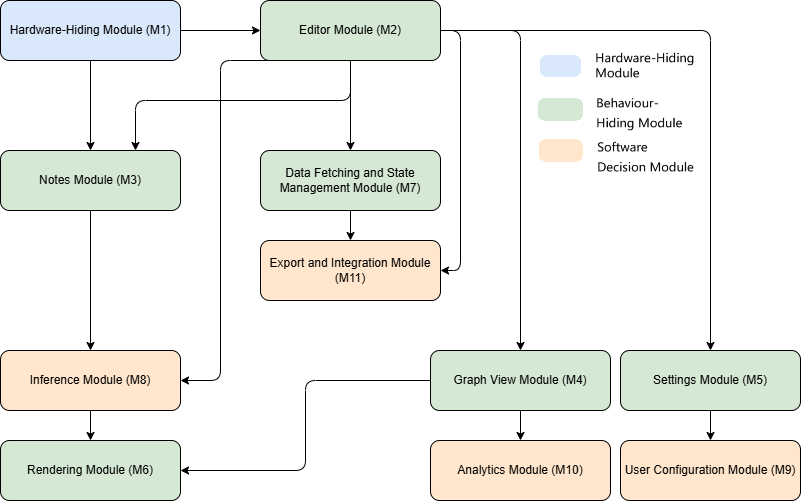 Hardware-Hiding Module (M1)
Editor Module (M2)
Hardware-Hiding
Module
Behaviour-
Hiding Module
Software
Decision Module
Notes Module (M3)
Data Fetching and State
Management Module (M7)
Export and Integration Module
(M11)
Inference Module (M8)
Graph View Module (M4)
Settings Module (M5)
Rendering Module (M6)
Analytics Module (M10)
User Configuration Module (M9)